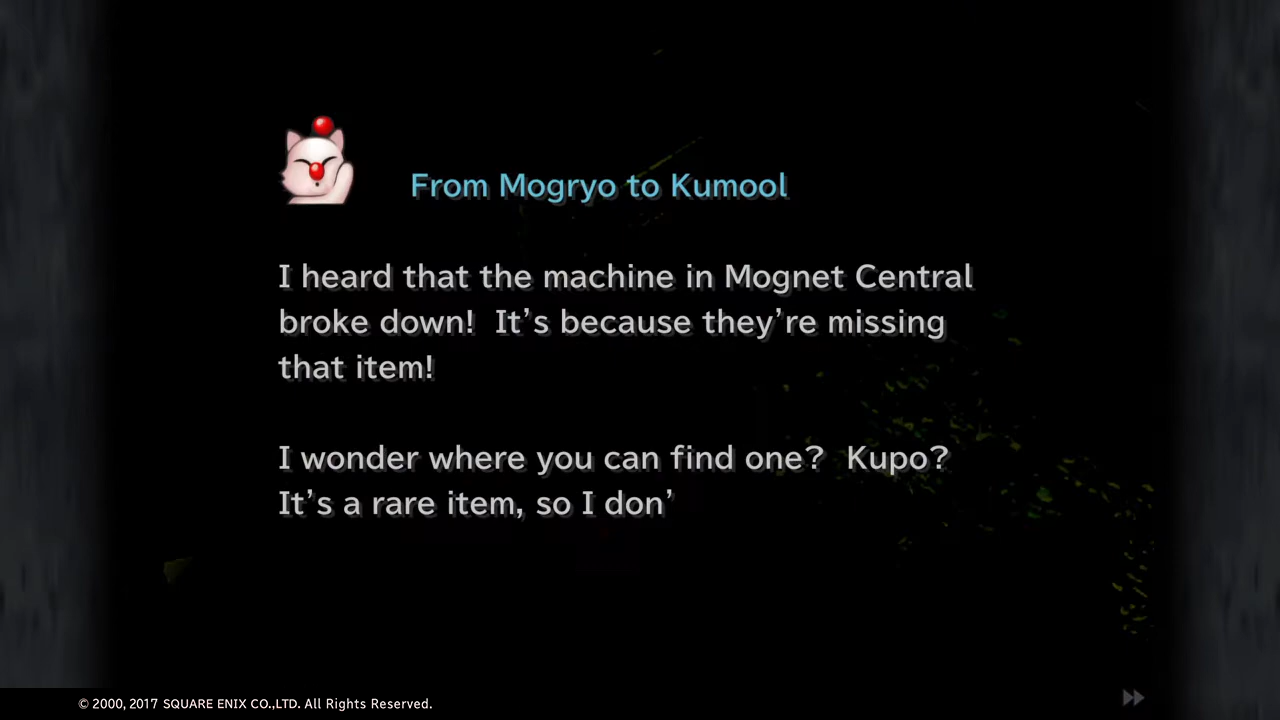 From Mogryo to Kumool
I heard that the machine in Mognet Central
broke down!  It’s because they’re missing
that item!
I wonder where you can find one?  Kupo?
It’s a rare item, so I don’
© 2000, 2017 SQUARE ENIX CO.,LTD. All Rights Reserved.